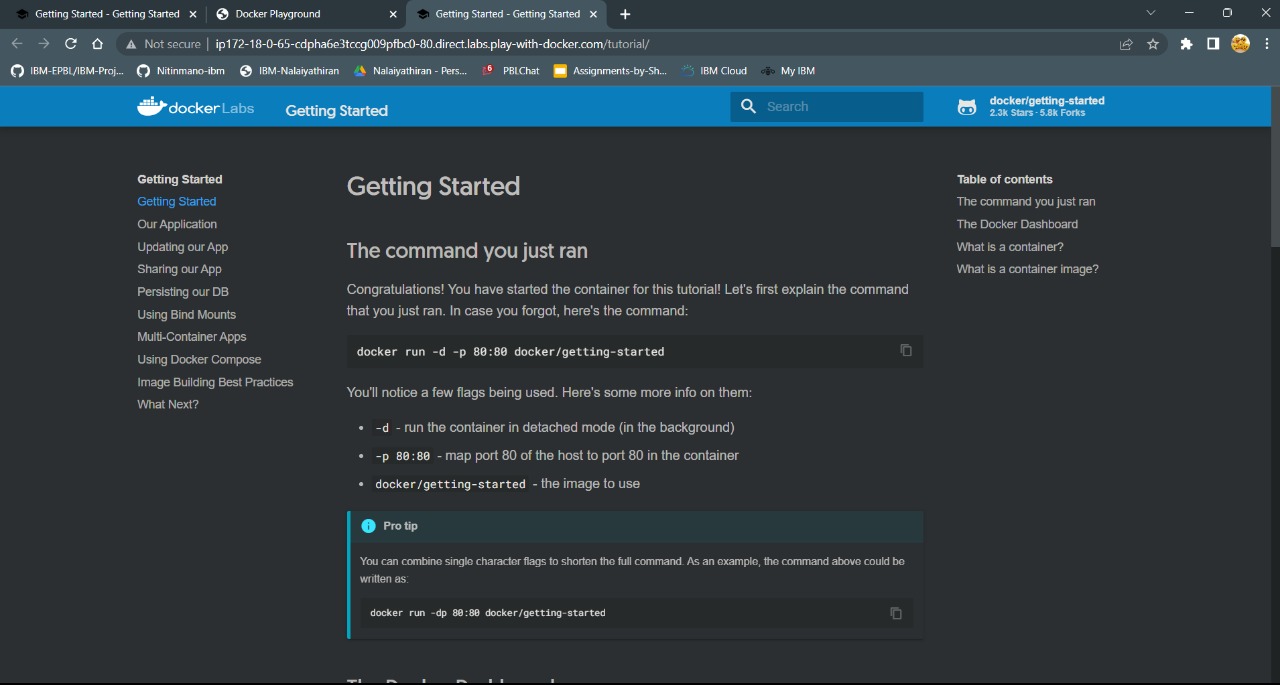 Getting Started - Getting Started
Docker Playground
Getting Started - Getting Started
Not secure
ip172-18-0-65-cdpha6e3tccg009pfbc0-80.direct.labs.play-with-docker.com/tutorial/
IBM-EPBL/IBM-Proj...
Nitinmano-ibm
IBM-Nalaiyathiran
Nalaiyathiran - Pers...
PBLChat
Assignments-by-Sh...
IBM Cloud
My IBM
docker Labs
Getting Started
Search
docker/getting-started
2.3k Stars · 5.8k Forks
Getting Started
Getting Started
Our Application
Updating our App
Sharing our App
Persisting our DB
Using Bind Mounts
Multi-Container Apps
Using Docker Compose
Image Building Best Practices
What Next?
Getting Started
The command you just ran
Congratulations! You have started the container for this tutorial! Let's first explain the command
that you just ran. In case you forgot, here's the command:
docker run -d -p 80:80 docker/getting-started
You'll notice a few flags being used. Here's some more info on them:
• -d - run the container in detached mode (in the background)
• -p 80:80 - map port 80 of the host to port 80 in the container
• docker/getting-started - the image to use
Pro tip
You can combine single character flags to shorten the full command. As an example, the command above could be
written as:
docker run -dp 80:80 docker/getting-started
Table of contents
The command you just ran
The Docker Dashboard
What is a container?
What is a container image?